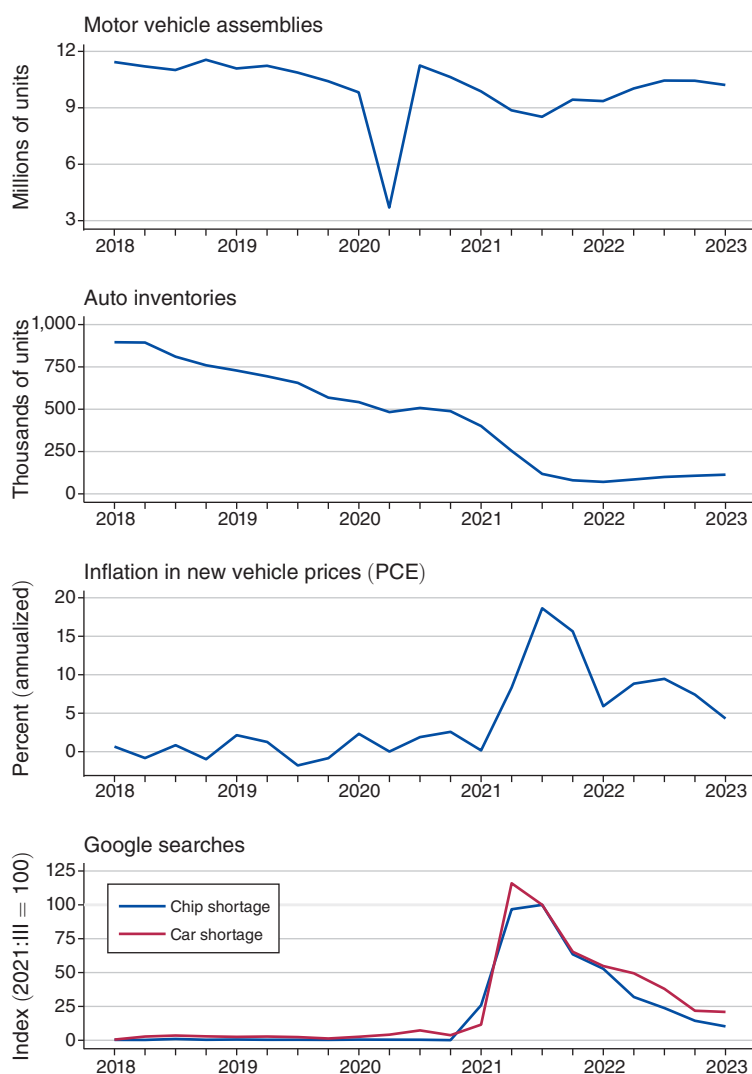 Motor vehicle assemblies
Millions of units
12
9
6
3
2018 2019 2020 2021 2022 2023
Auto inventories
Thousands of units
1,000
750
500
250
0
2018 2019 2020 2021 2022 2023
Inflation in new vehicle prices (PCE)
Percent (annualized)
20
15
10
5
0
2018 2019 2020 2021 2022 2023
Google searches
Index (2021:III = 100)
125
100
75
50
25
0
Chip shortage
Car shortage
2018 2019 2020 2021 2022 2023